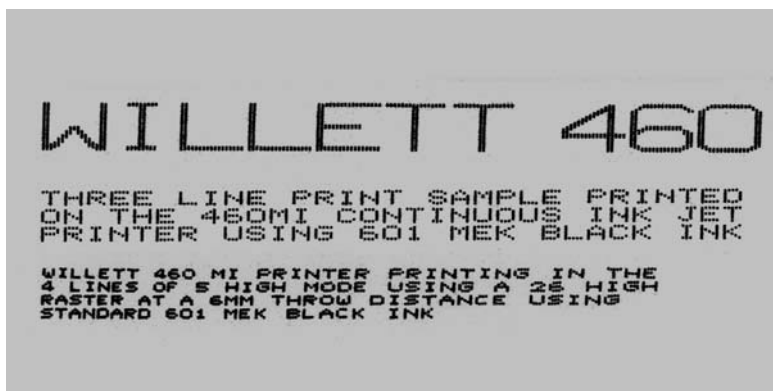 WILLETT 460
THREE LINE PRINT SAMPLE PRINTED
ON THE 460MI CONTINUOUS INK JET
PRINTER USING 601 MEK BLACK INK
WILLETT 460 MI PRINTER PRINTING IN THE
4 LINES OF 5 HIGH MODE USING A 26 HIGH
RASTER AT A 6MM THROW DISTANCE USING
STANDARD 601 MEK BLACK INK